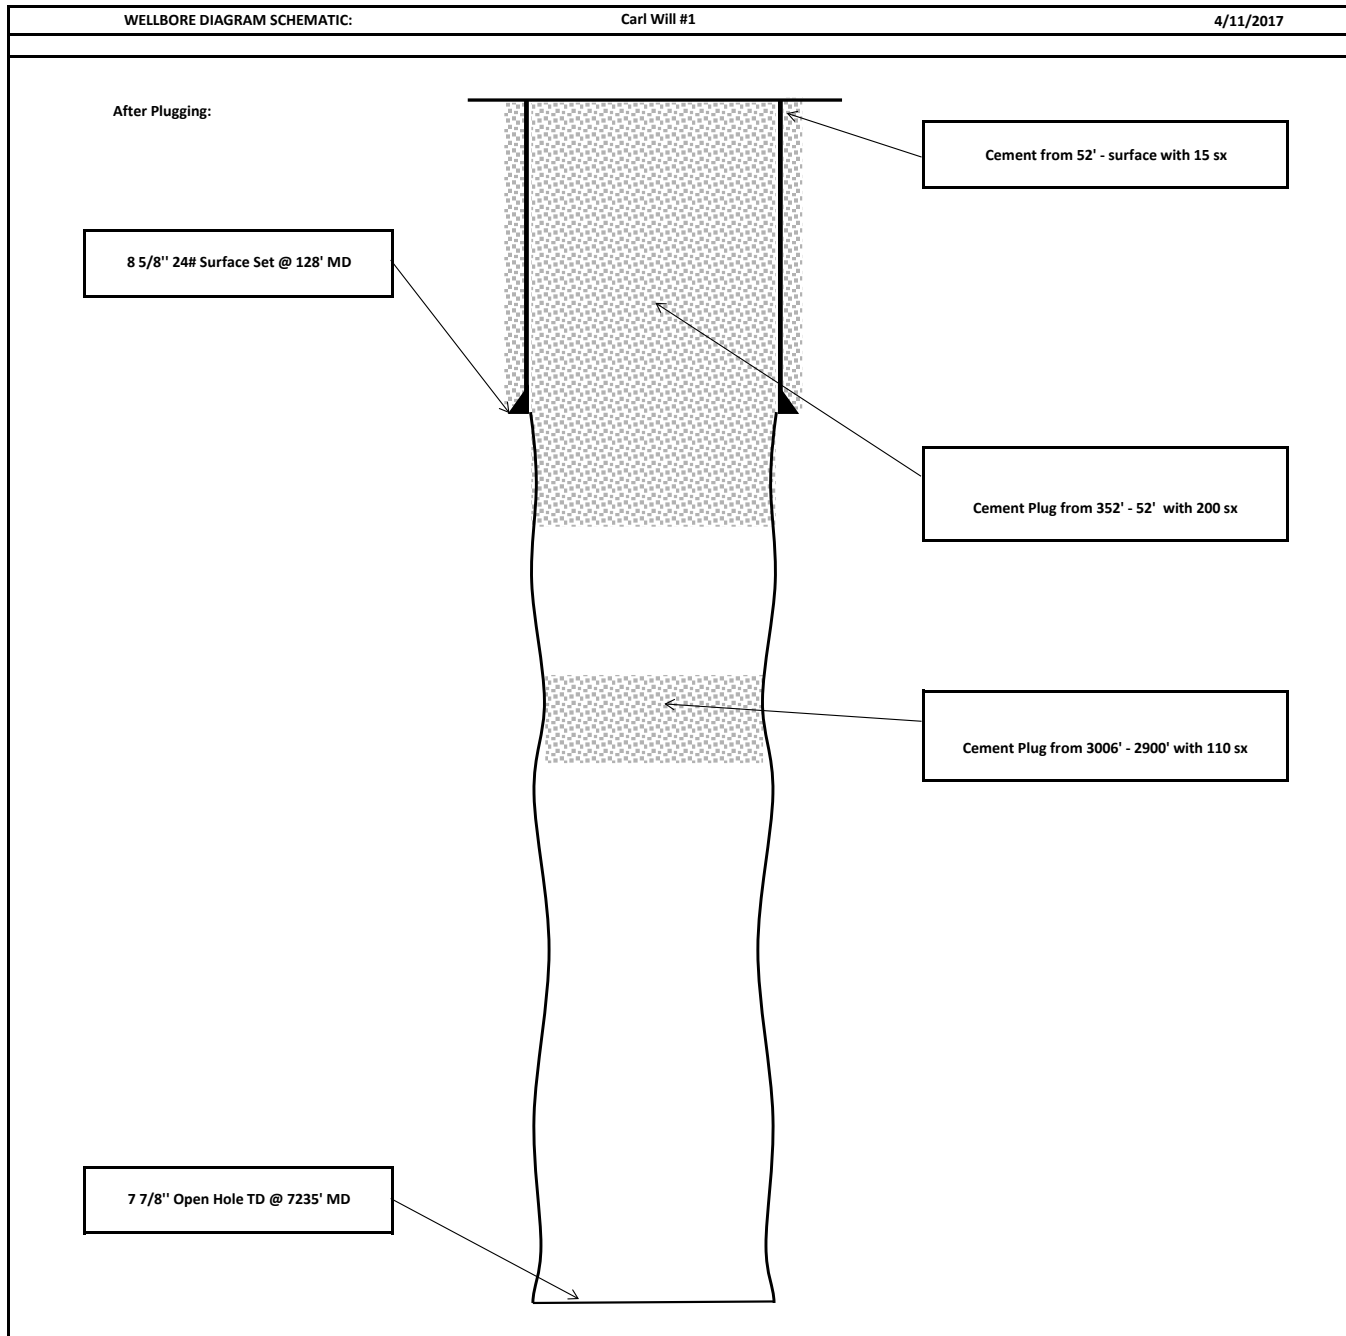 WELLBORE DIAGRAM SCHEMATIC: Carl Will #1 4/11/2017
After Plugging:
Cement from 52' - surface with 15 sx
8 5/8'' 24# Surface Set @ 128' MD
Cement Plug from 352' - 52' with 200 sx
Cement Plug from 3006' - 2900' with 110 sx
7 7/8'' Open Hole TD @ 7235' MD